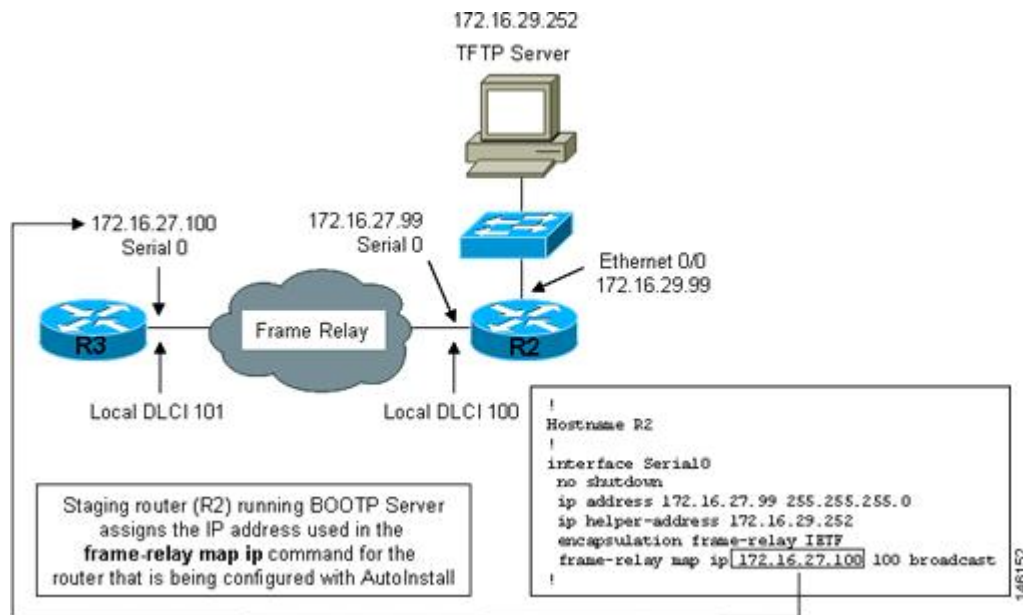 172.16.29.252
TFTP Server
172.16.27.100
Serial 0
172.16.27.99
Serial 0
Ethernet 0/0
172.16.29.99
R3
Frame Relay
R2
Local DLCI 101
Local DLCI 100
Staging router (R2) running BOOTP Server
assigns the IP address used in the
frame-relay map ip command for the
router that is being configured with AutoInstall
!
Hostname R2
!
interface Serial0
no shutdown
ip address 172.16.27.99 255.255.255.0
ip helper-address 172.16.29.252
encapsulation frame-relay IETF
frame-relay map ip 172.16.27.100 100 broadcast
!
146152